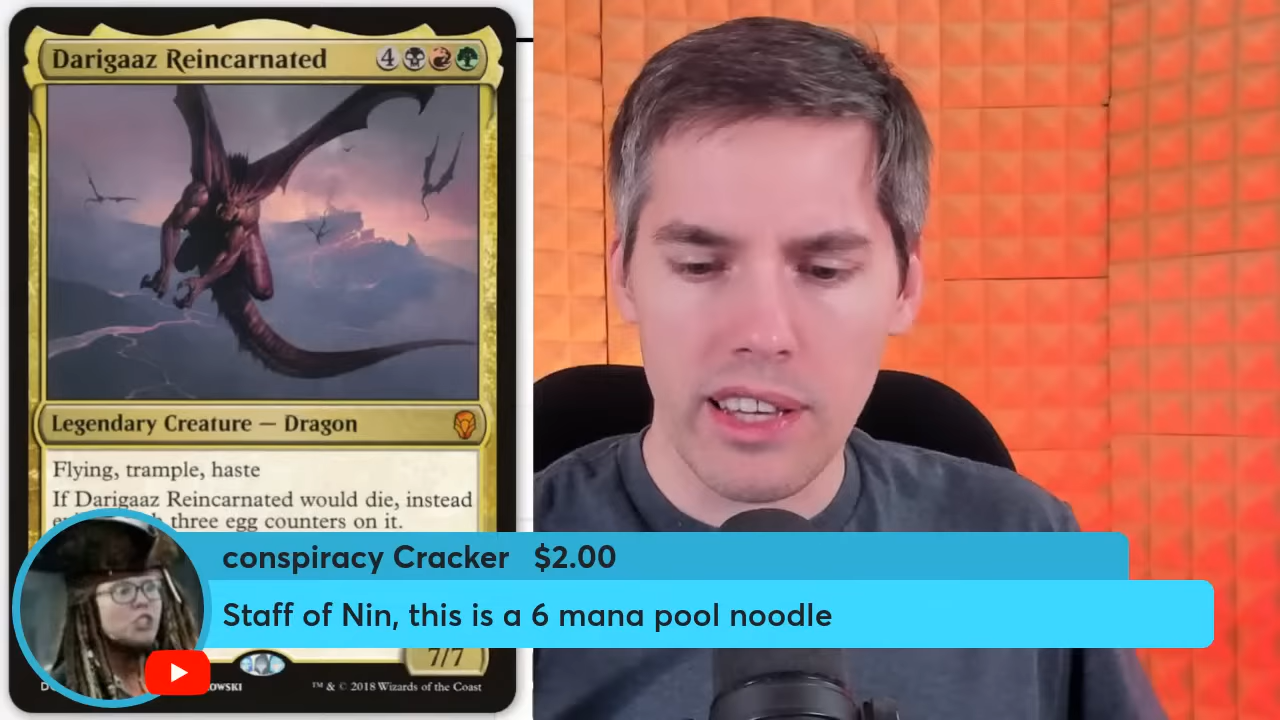 Darigaaz Reincarnated 4
Legendary Creature — Dragon
Flying, trample, haste
If Darigaaz Reincarnated would die, instead
three egg counters on it.
conspiracy Cracker $2.00
Staff of Nin, this is a 6 mana pool noodle
7/7
™ & © 2018 Wizards of the Coast